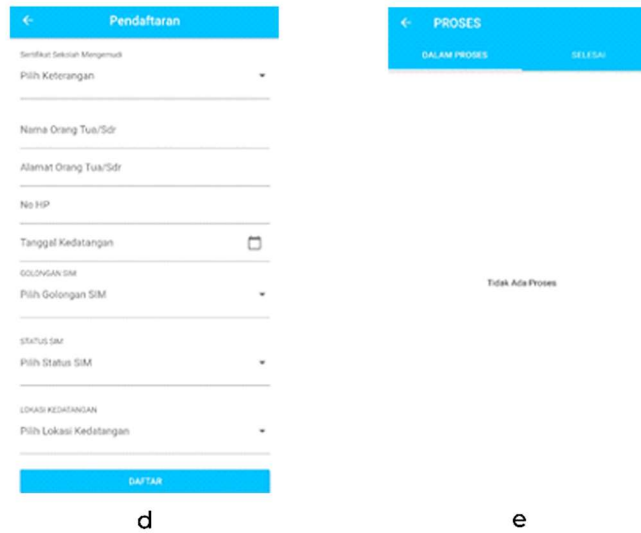 Pendaftaran
Sertifikat Sekolah Mengemudi
Pilih Keterangan
Nama Orang Tua/Sdr
Alamat Orang Tua/Sdr
No HP
Tanggal Kedatangan
GOLONGAN SIM
Pilih Golongan SIM
STATUS SIM
Pilih Status SIM
LOKASI KEDATANGAN
Pilih Lokasi Kedatangan
DAFTAR
d
PROSES
DALAM PROSES
SELESAI
Tidak Ada Proses
e